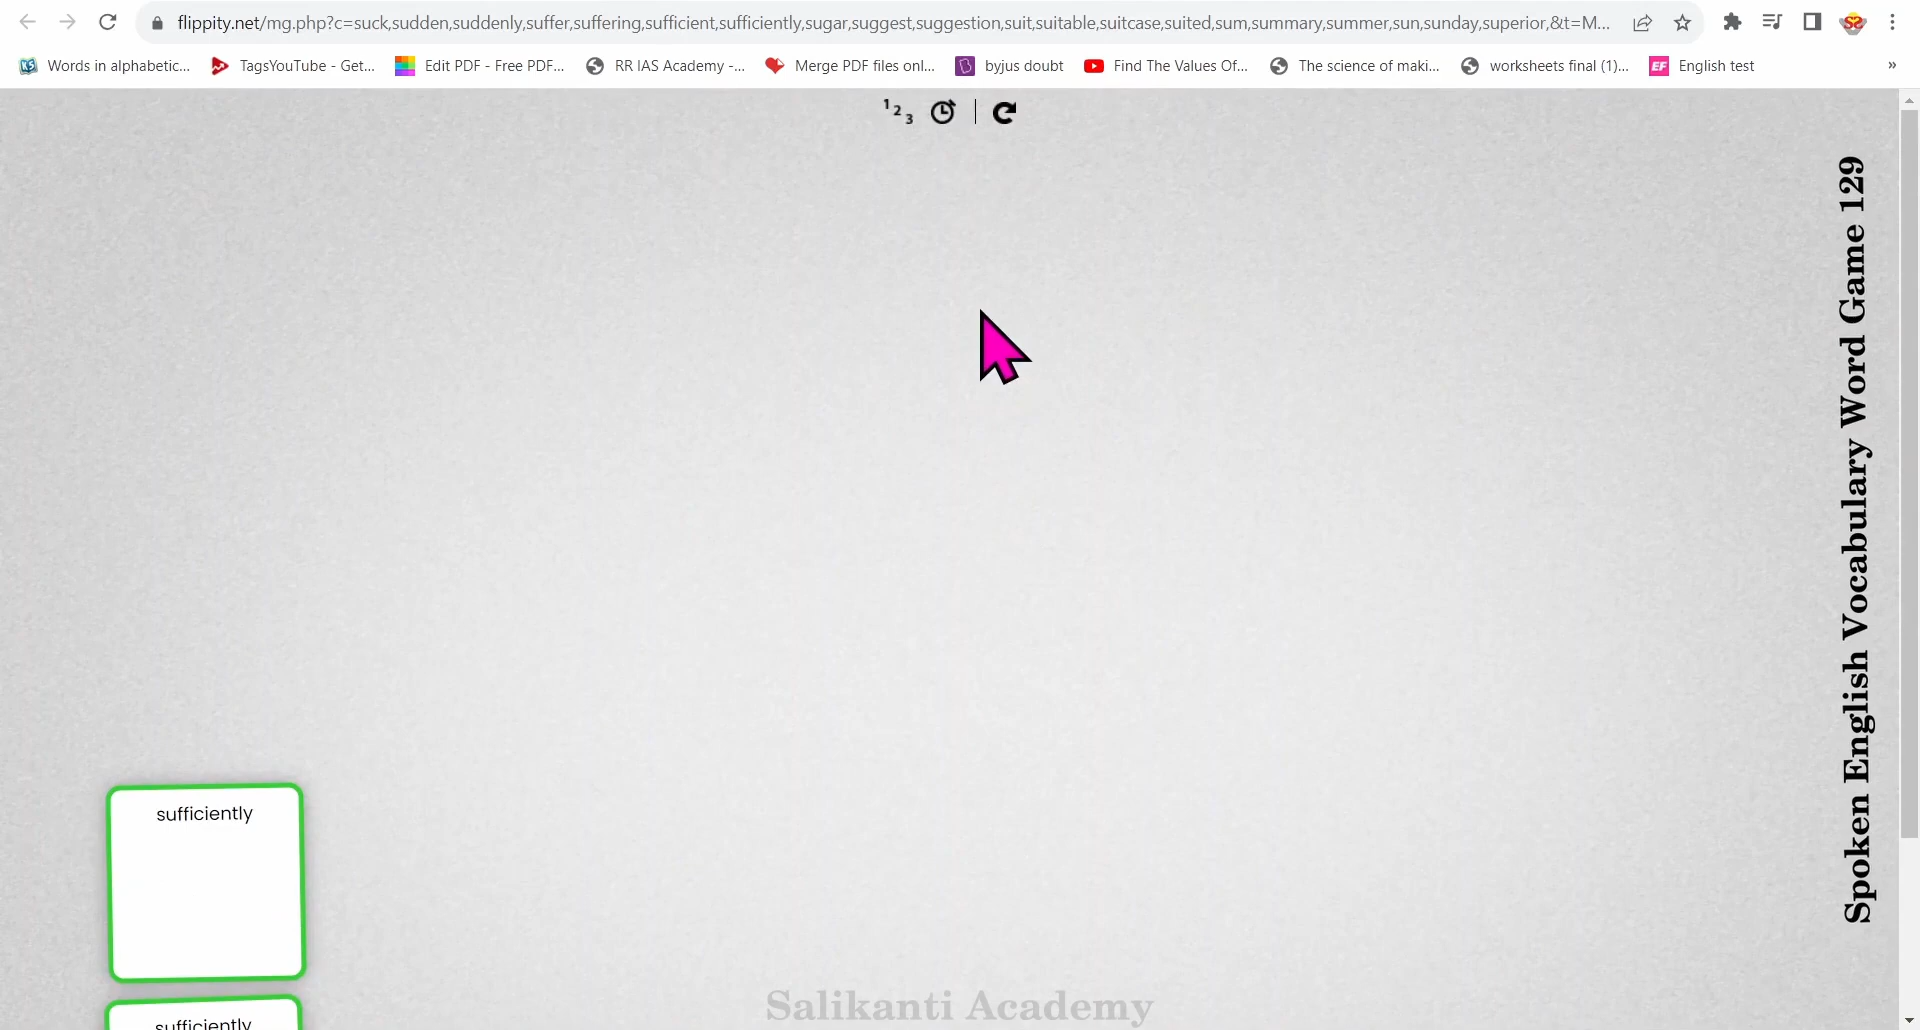 flippity.net/mg.php?c=suck,sudden,suddenly,suffer,suffering,sufficient,sufficiently,sugar,suggest,suggestion,suit,suitable,suitcase,suited,sum,summary,summer,sun,sunday,superior,&t=M...
Words in alphabetic...
TagsYouTube - Get...
Edit PDF - Free PDF...
RR IAS Academy -...
Merge PDF files onl...
byjus doubt
Find The Values Of...
The science of maki...
worksheets final (1)...
EF English test
»
1 2 3
Spoken English Vocabulary Word Game 129
sufficiently
sufficiently
Salikanti Academy